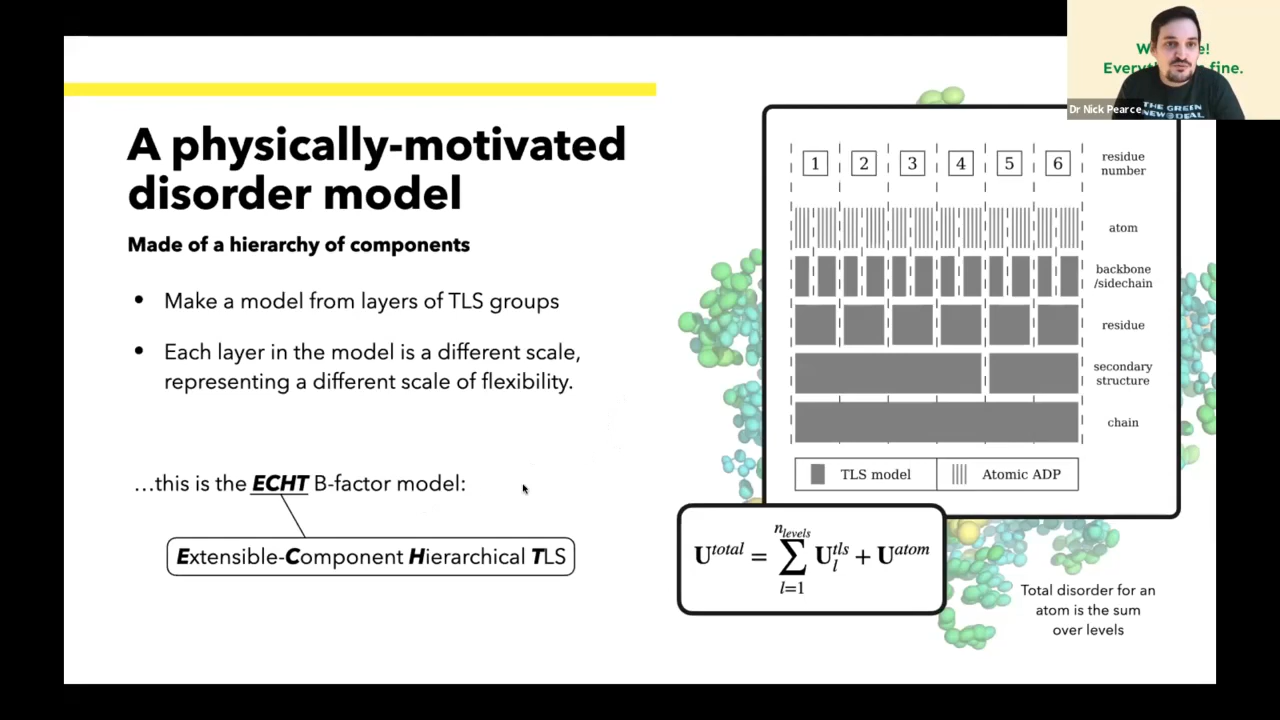 A physically-motivated
disorder model
Made of a hierarchy of components
• Make a model from layers of TLS groups
• Each layer in the model is a different scale,
representing a different scale of flexibility.
…this is the ECHT B-factor model:
Extensible-Component Hierarchical TLS
1 2 3 4 5 6 residue
number
atom
backbone
/sidechain
residue
secondary
structure
chain
TLS model Atomic ADP
U^total = ∑_{l=1}^{n_levels} U_l^tls + U^atom
Total disorder for an
atom is the sum
over levels
fine.
Dr Nick Pearce
THE GREEN
NEW DEAL